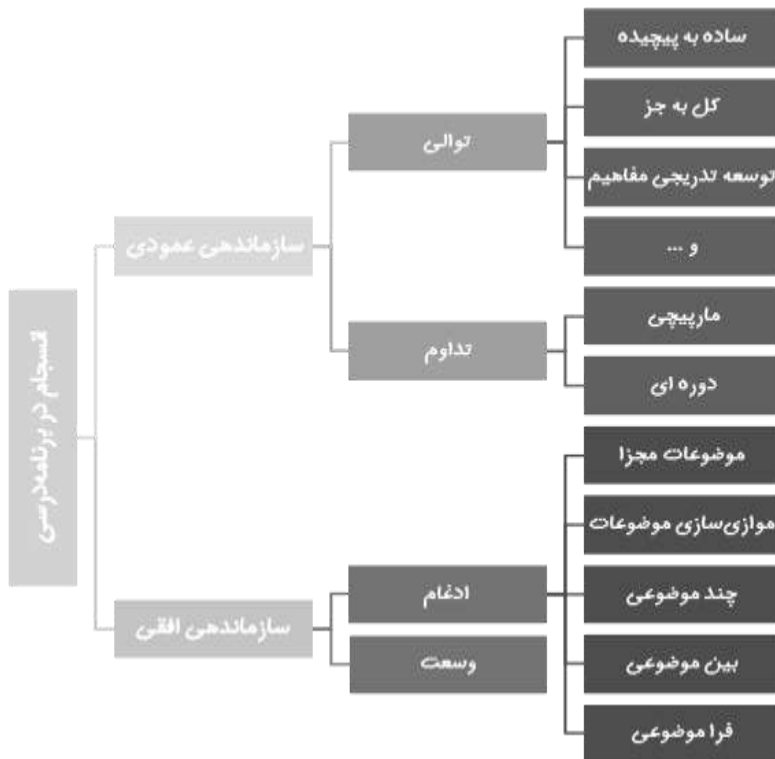 انسجام در برنامه‌درسی
سازماندهی عمودی
توالی
ساده به پیچیده
کل به جز
توسعه تدریجی مفاهیم
و ...
تداوم
مارپیچی
دوره ای
سازماندهی افقی
ادغام
موضوعات مجزا
موازی‌سازی موضوعات
چند موضوعی
بین موضوعی
فرا موضوعی
وسعت